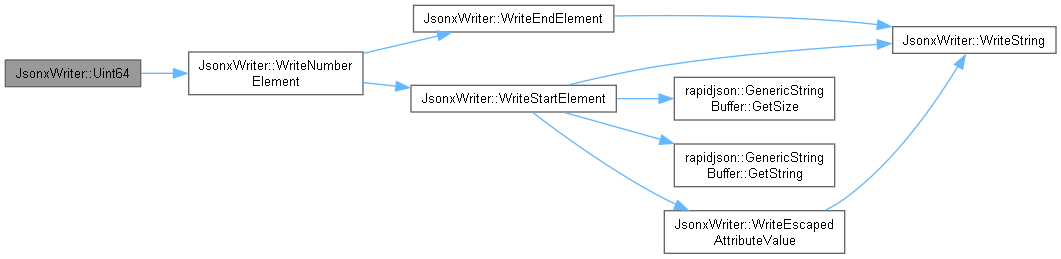 JsonxWriter::Uint64
JsonxWriter::WriteNumber
Element
JsonxWriter::WriteEndElement
JsonxWriter::WriteStartElement
JsonxWriter::WriteString
rapidjson::GenericString
Buffer::GetSize
rapidjson::GenericString
Buffer::GetString
JsonxWriter::WriteEscaped
AttributeValue